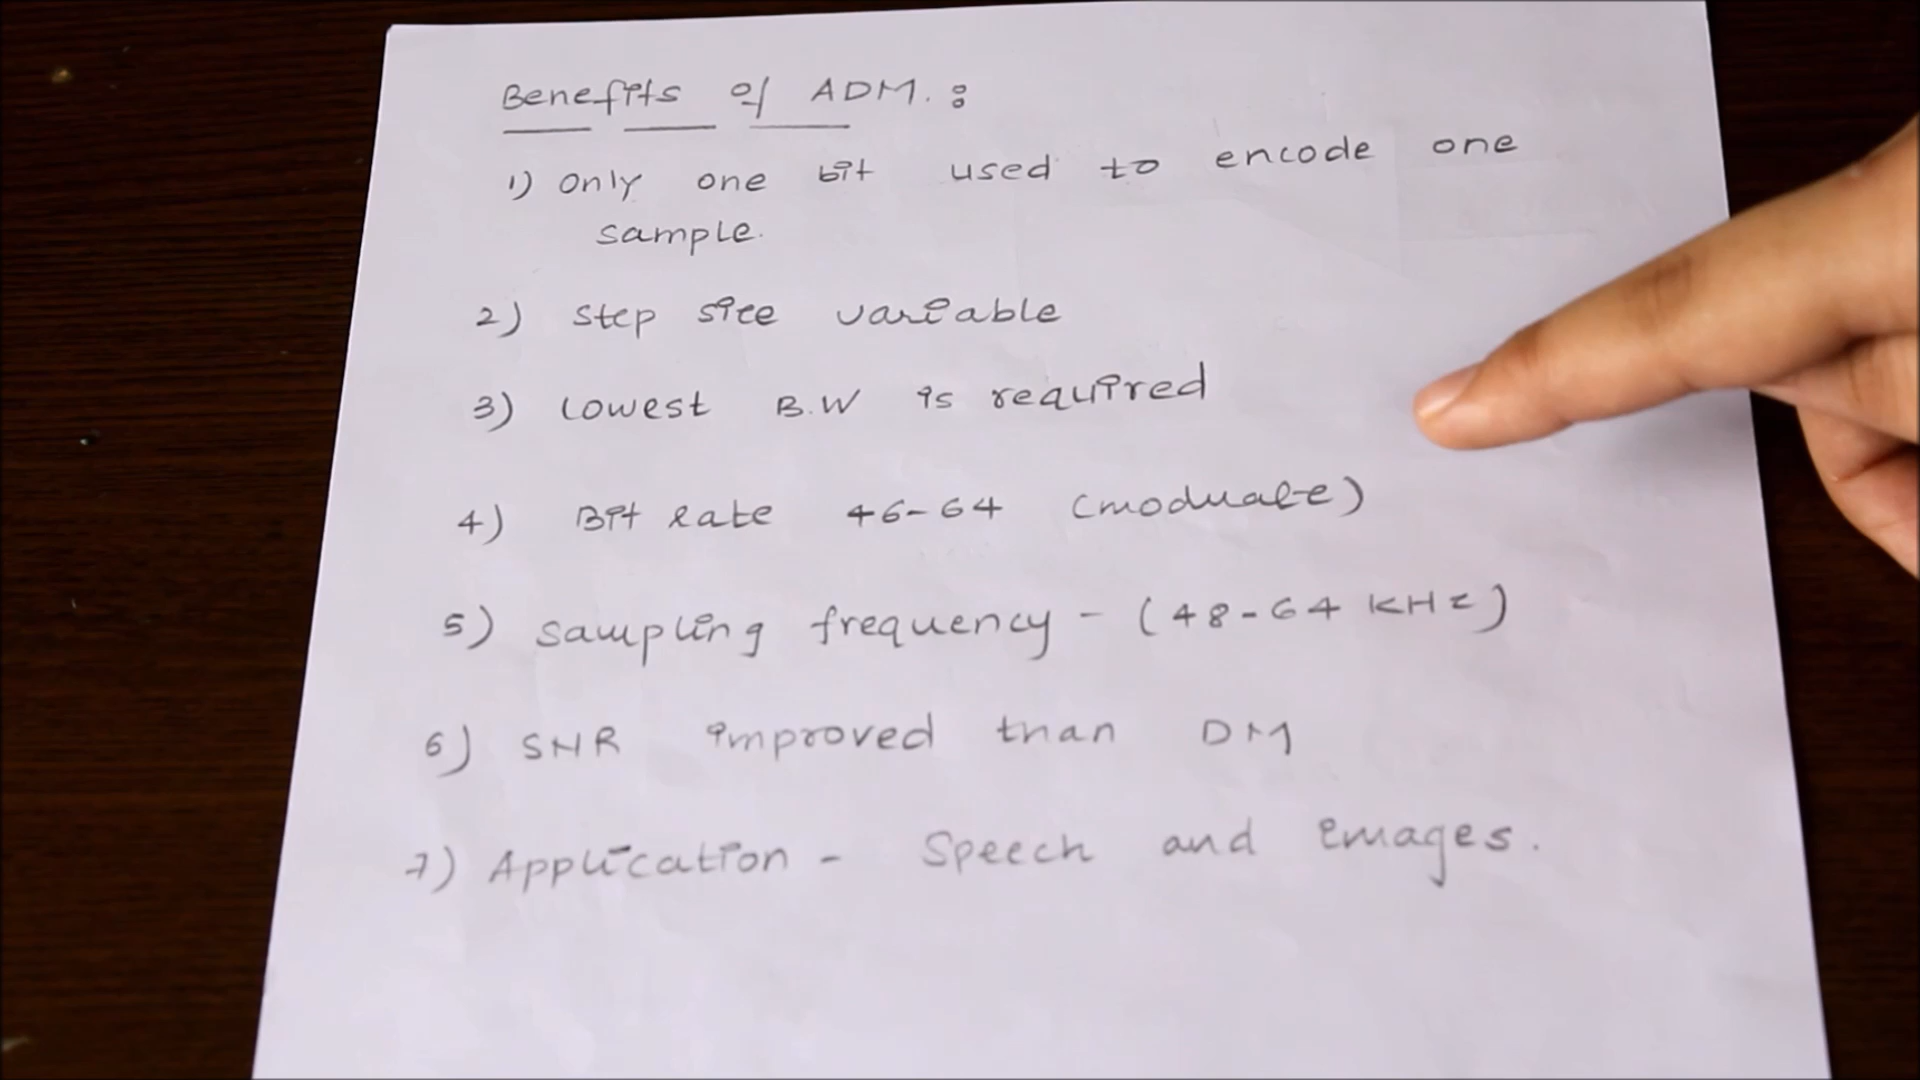 Benefits of ADM. :
1) Only one bit used to encode one
sample.
2) Step size variable
3) Lowest B.W is required
4) Bit Rate 46-64 (moduate)
5) Sampling frequency - (48-64 KHz)
6) SNR improved than DM
7) Application - Speech and images.